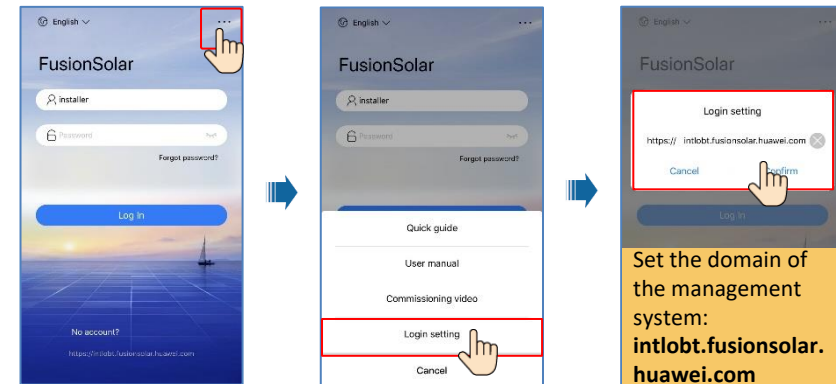 English
...
FusionSolar
installer
Password
Forgot password?
Log In
No account?
https://intlobt.fusionsolar.huawei.com
English
...
FusionSolar
installer
Password
Forgot password?
Quick guide
User manual
Commissioning video
Login setting
Cancel
English
...
FusionSolar
Login setting
https:// intlobt.fusionsolar.huawei.com
Cancel Confirm
Log In
Set the domain of
the management
system:
intlobt.fusionsolar.
huawei.com